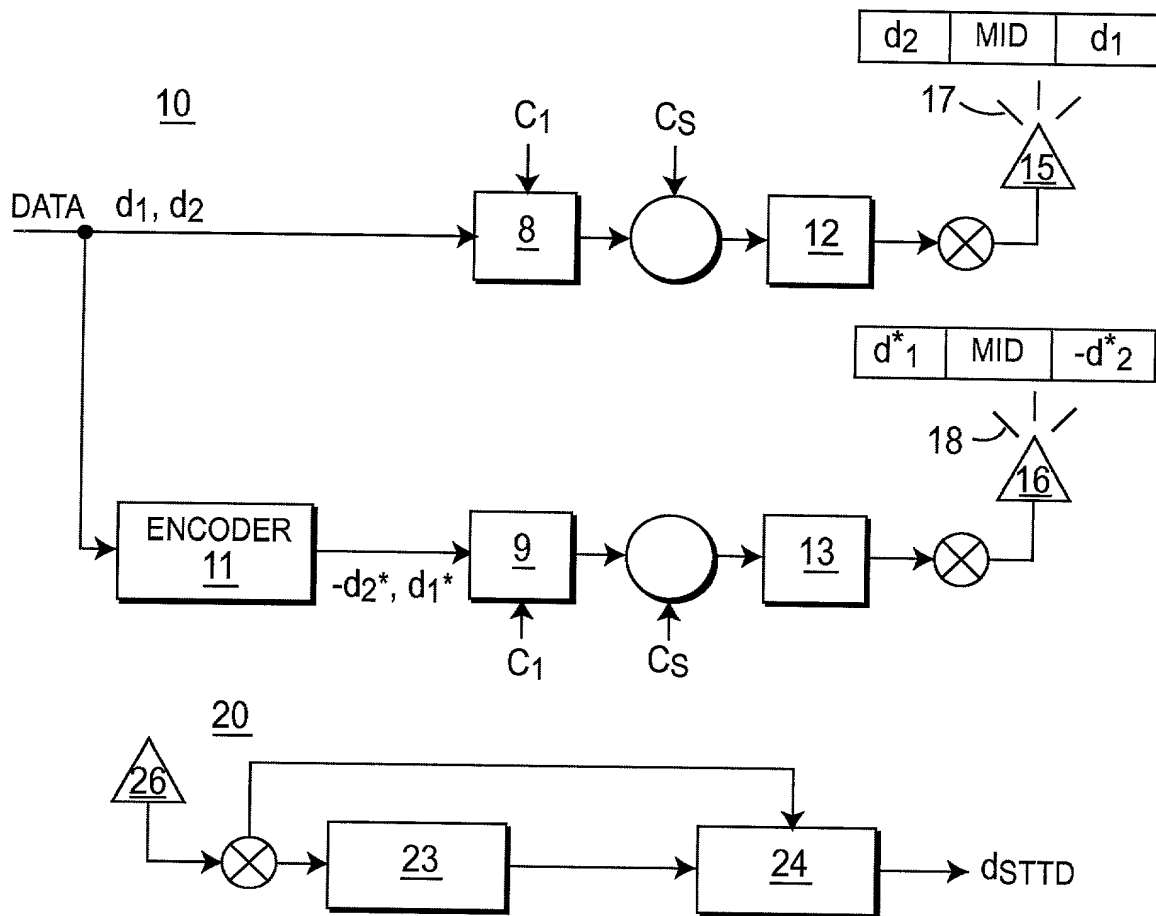 d2 MID d1
10
17
C1 CS
15
DATA d1, d2
8
12
d*1 MID -d*2
18
16
ENCODER
11
-d2*, d1*
9
13
C1 CS
20
26
23
24
dSTTD